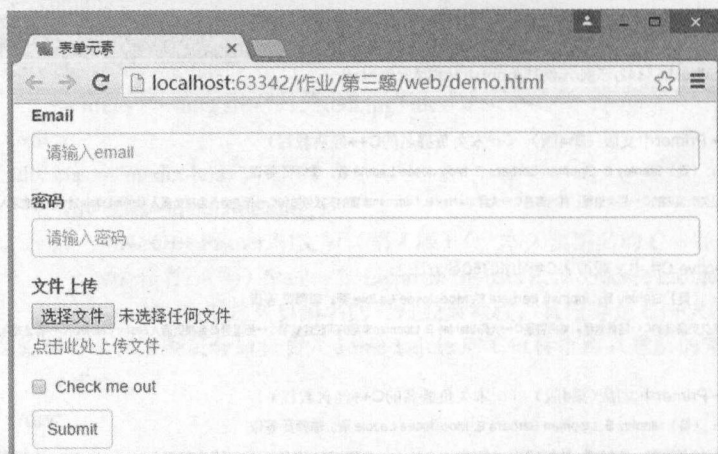 表单元素
localhost:63342/作业/第三题/web/demo.html
Email
请输入email
密码
请输入密码
文件上传
选择文件 未选择任何文件
点击此处上传文件.
Check me out
Submit